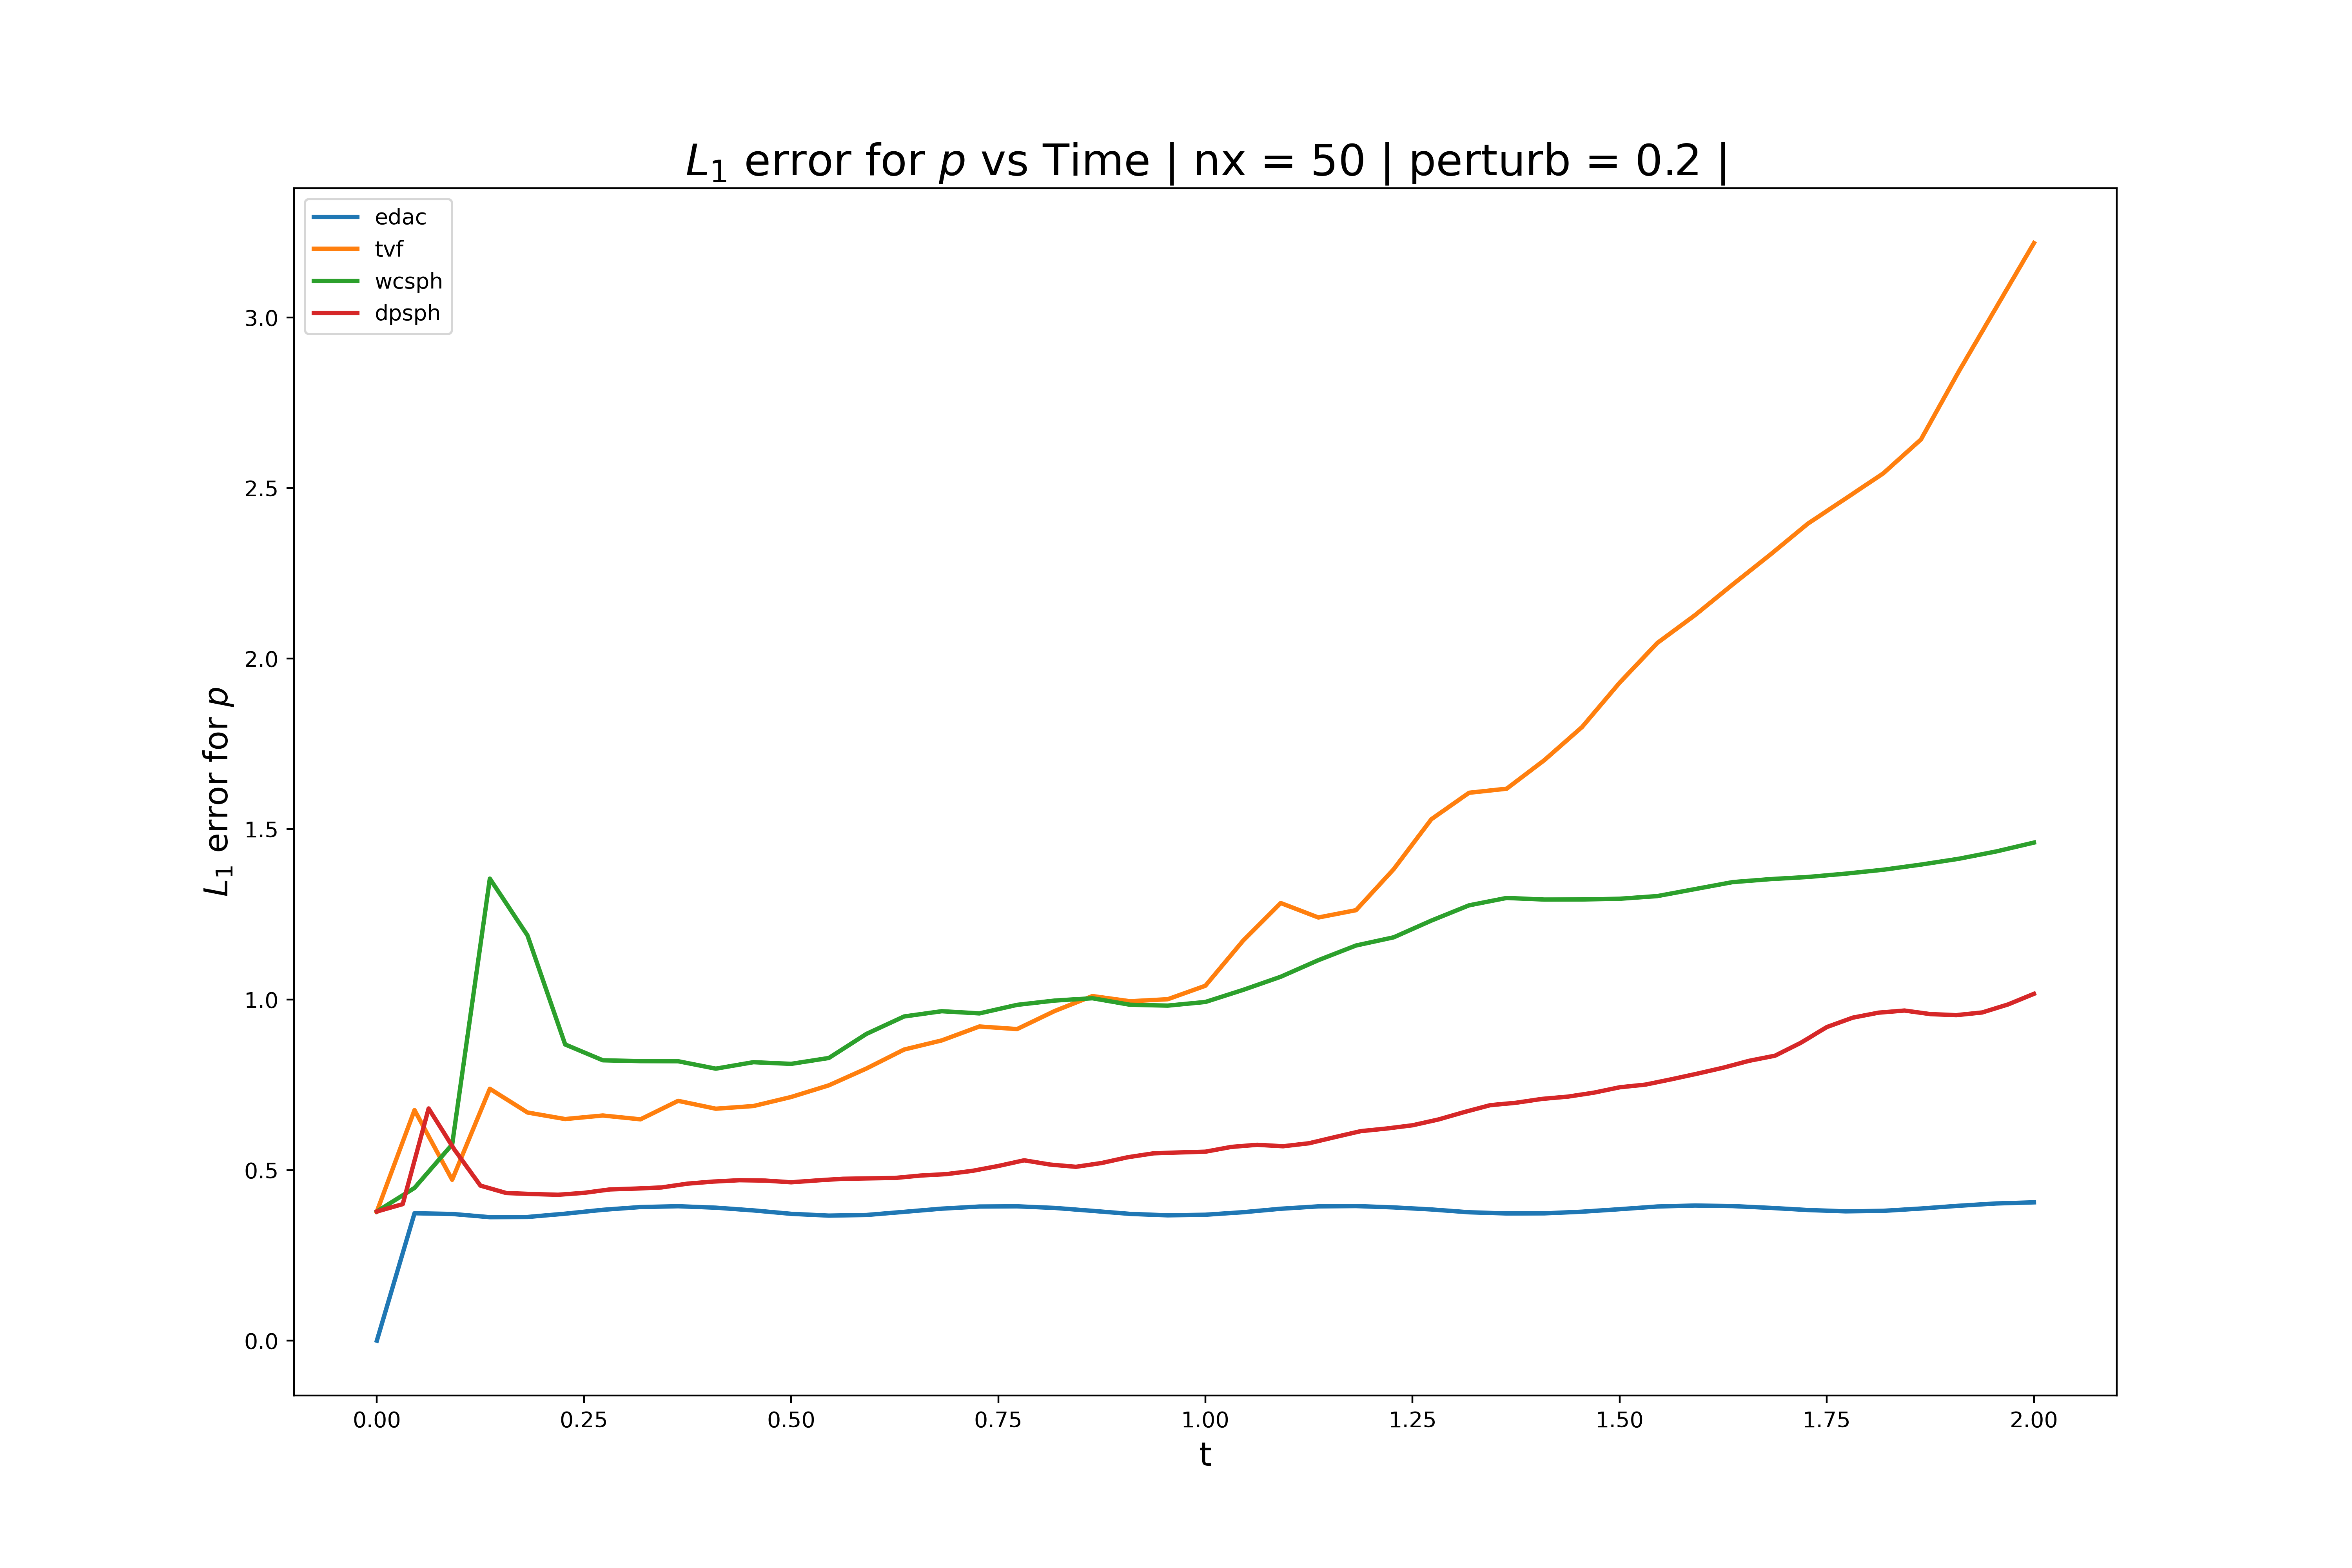 L₁ error for p vs Time | nx = 50 | perturb = 0.2 |
edac
tvf
wcsph
dpsph
L₁ error for p
3.0
2.5
2.0
1.5
1.0
0.5
0.0
0.00 0.25 0.50 0.75 1.00 1.25 1.50 1.75 2.00
t